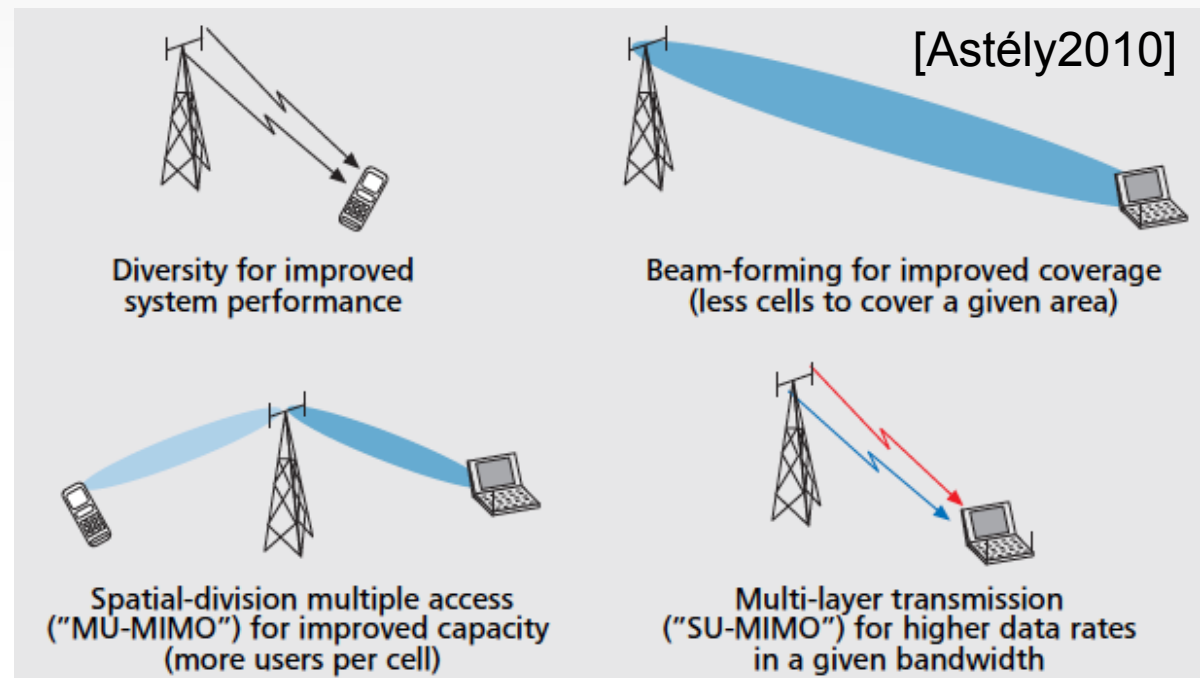 [Astély2010]
Diversity for improved
system performance
Beam-forming for improved coverage
(less cells to cover a given area)
Spatial-division multiple access
(”MU-MIMO”) for improved capacity
(more users per cell)
Multi-layer transmission
(”SU-MIMO”) for higher data rates
in a given bandwidth